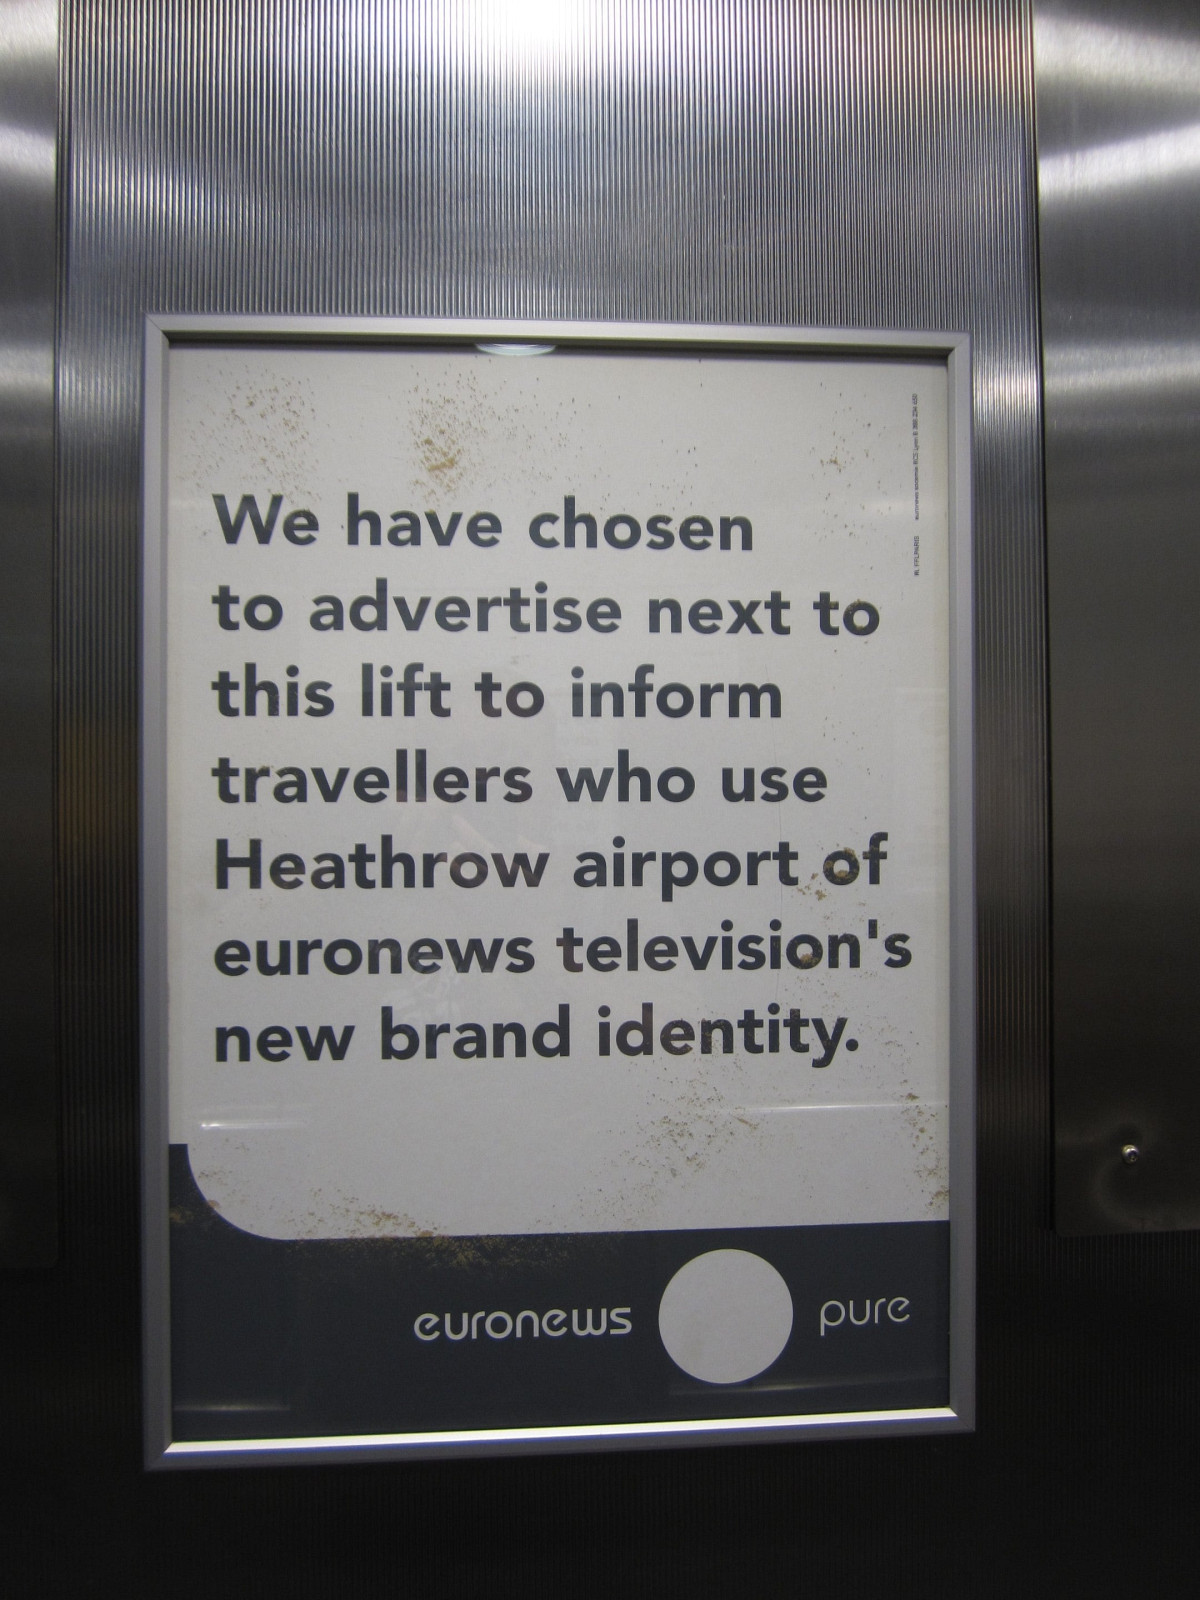 We have chosen
to advertise next to
this lift to inform
travellers who use
Heathrow airport of
euronews television's
new brand identity.
euronews pure